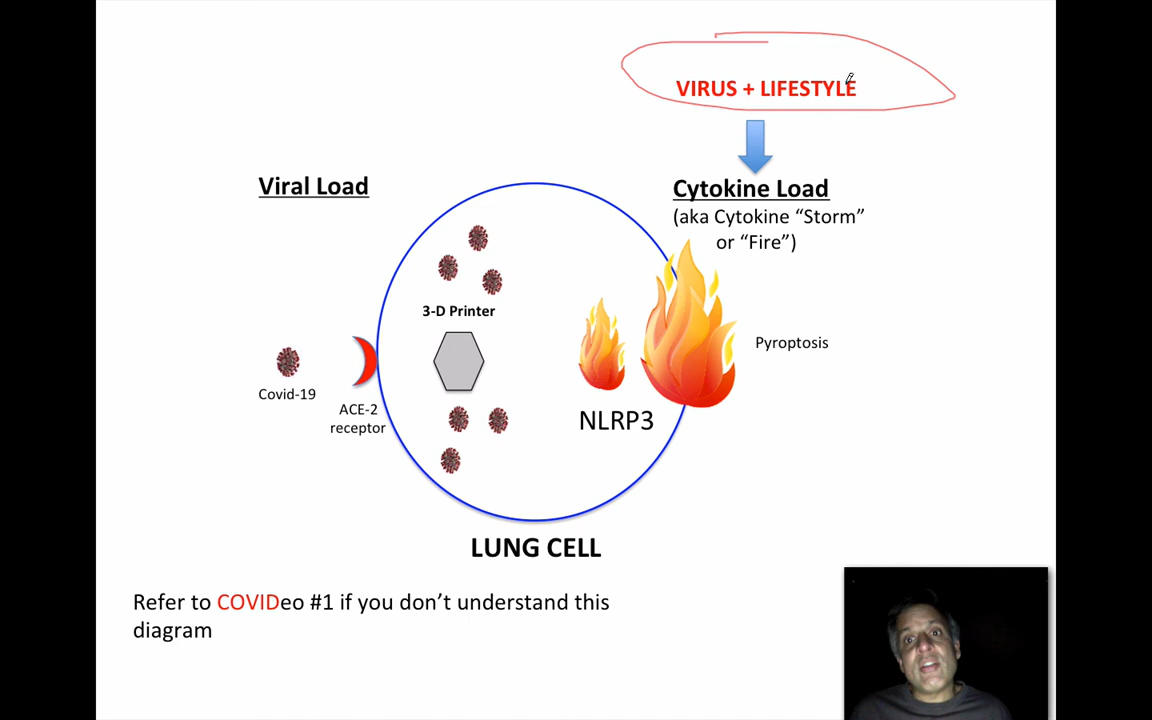 VIRUS + LIFESTYLE
Viral Load
Cytokine Load
(aka Cytokine “Storm”
or “Fire”)
3-D Printer
Pyroptosis
Covid-19
ACE-2
receptor
NLRP3
LUNG CELL
Refer to COVIDeo #1 if you don’t understand this
diagram